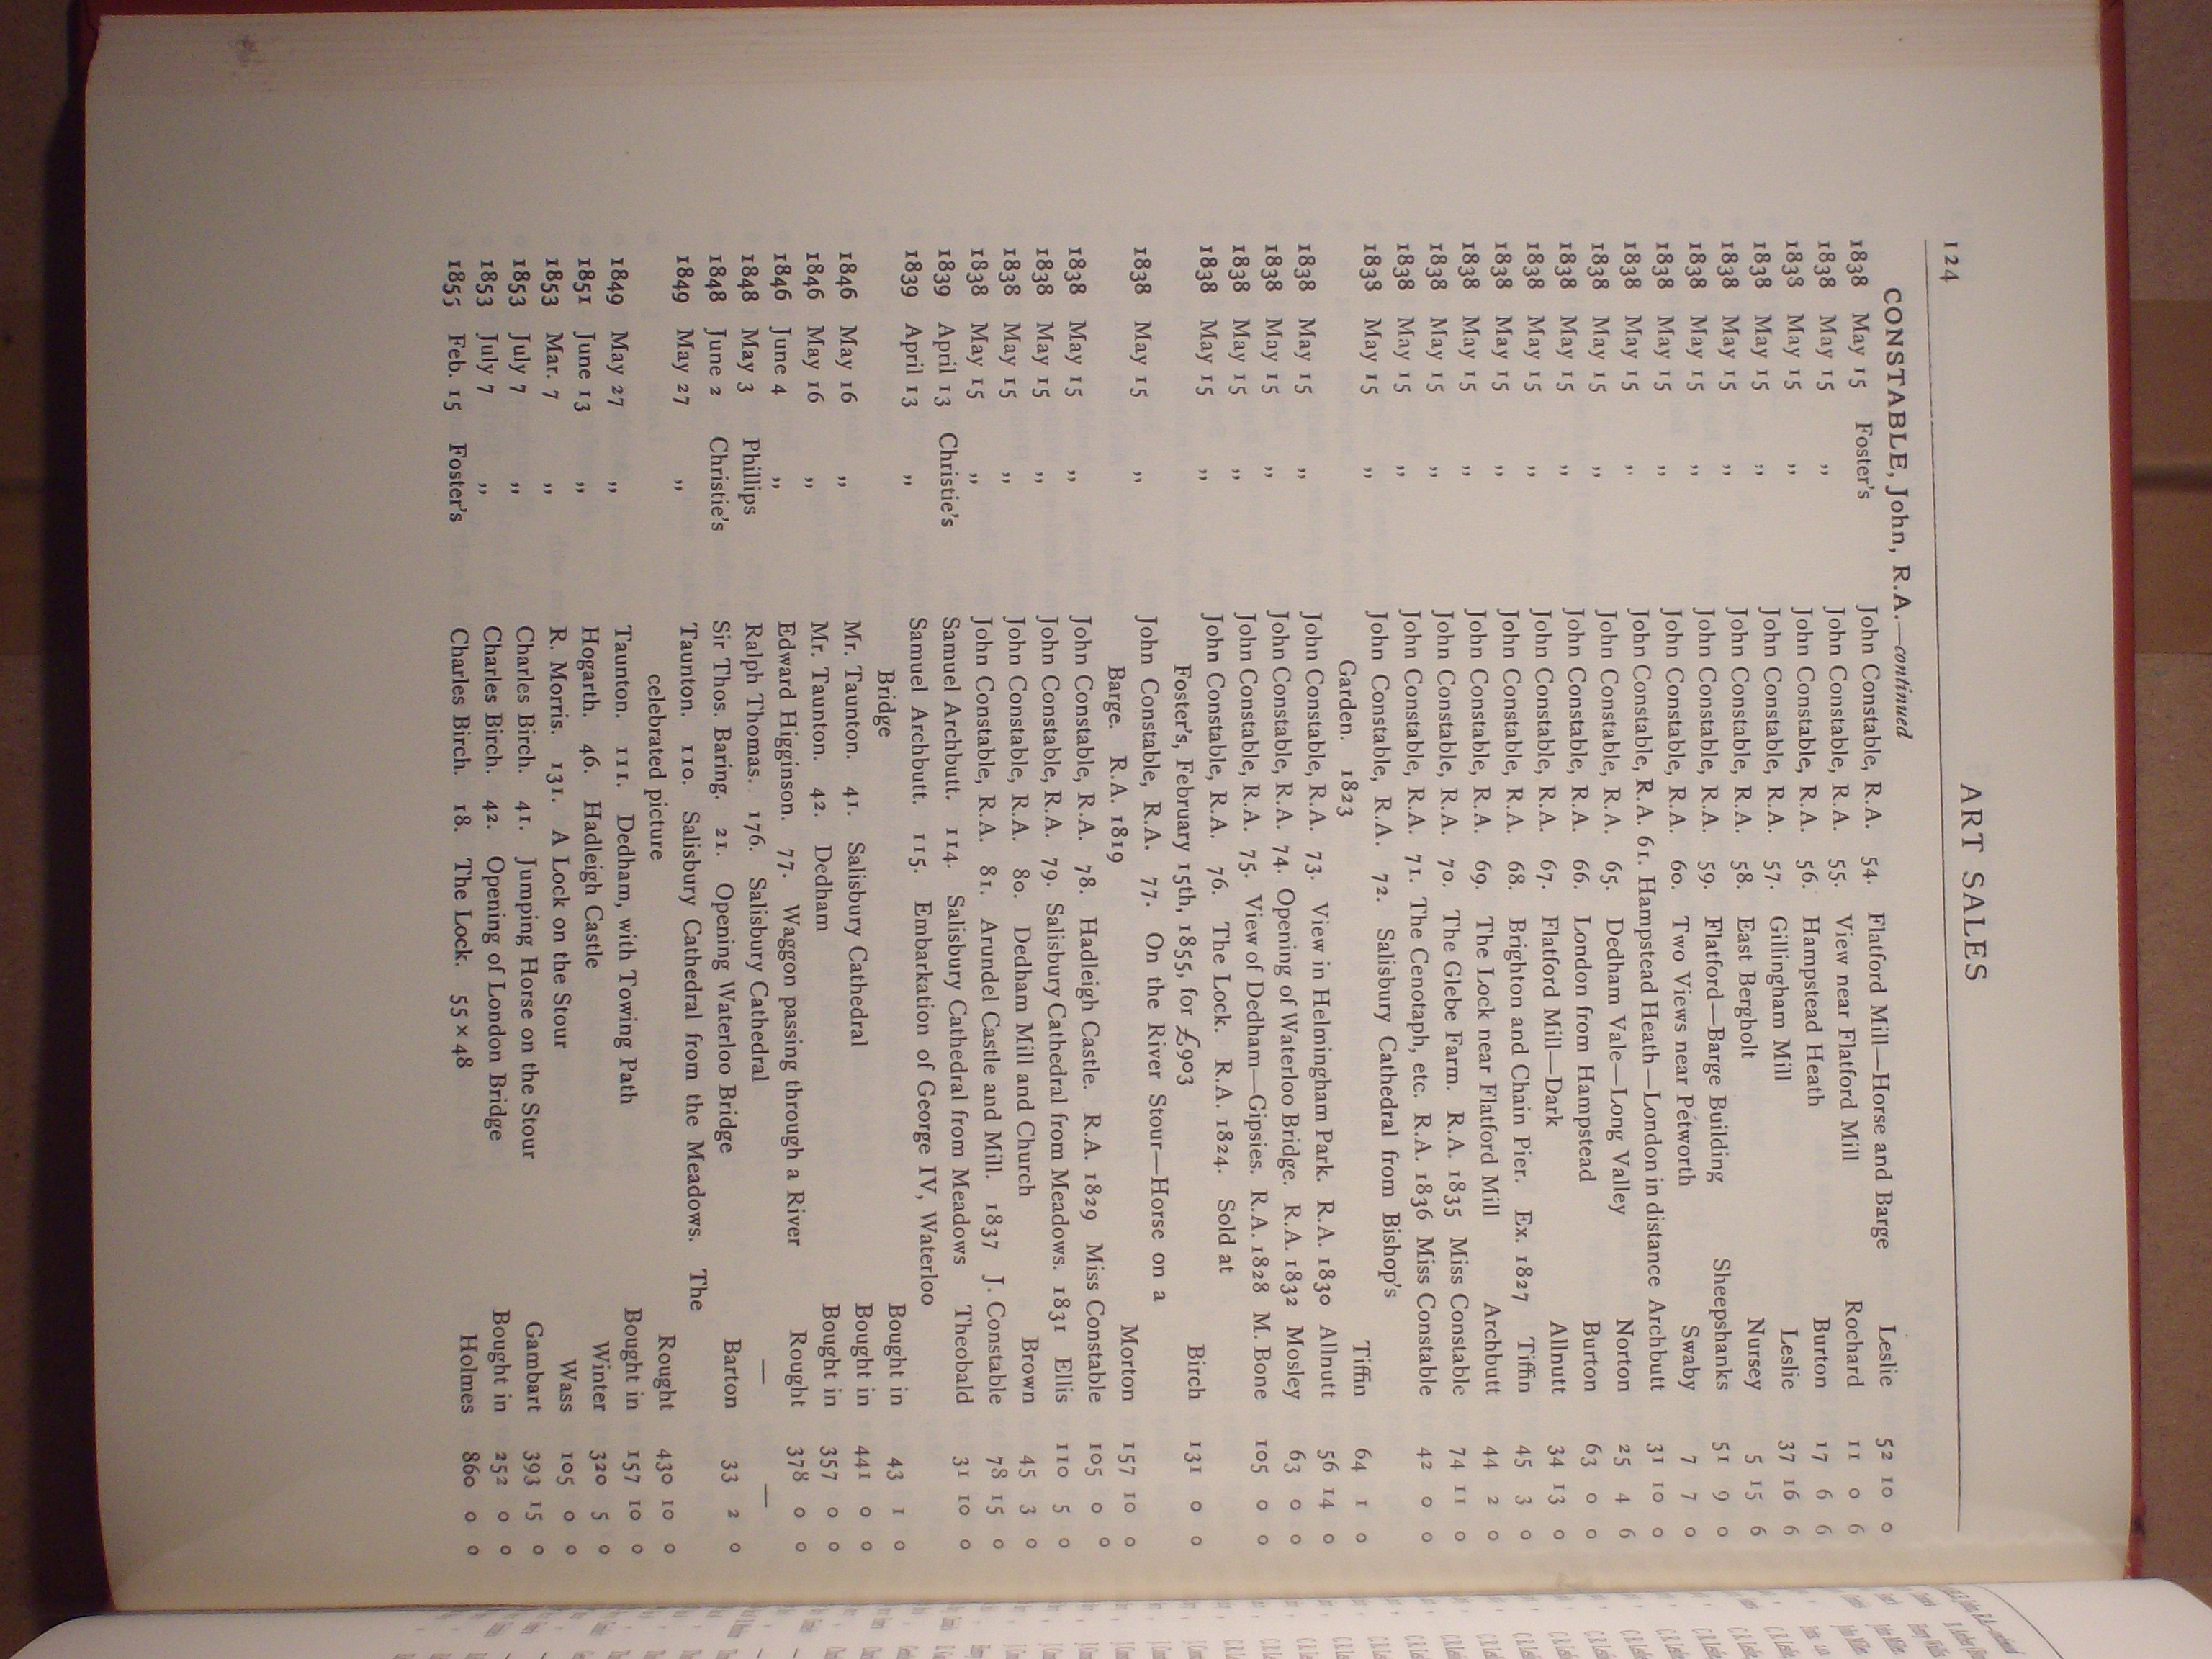 124 ART SALES
CONSTABLE, John, R.A.—continued
1838 May 15 Foster's John Constable, R.A. 54. Flatford Mill—Horse and Barge Leslie 52 10 0
1838 May 15 ,, John Constable, R.A. 55. View near Flatford Mill Rochard 11 0 6
1838 May 15 ,, John Constable, R.A. 56. Hampstead Heath Burton 17 6 6
1838 May 15 ,, John Constable, R.A. 57. Gillingham Mill Leslie 37 16 6
1838 May 15 ,, John Constable, R.A. 58. East Bergholt Nursey 5 15 6
1838 May 15 ,, John Constable, R.A. 59. Flatford—Barge Building Sheepshanks 51 9 0
1838 May 15 ,, John Constable, R.A. 60. Two Views near Petworth Swaby 7 7 0
1838 May 15 ,, John Constable, R.A. 61. Hampstead Heath—London in distance Archbutt 31 10 0
1838 May 15 ,, John Constable, R.A. 65. Dedham Vale—Long Valley Norton 25 4 6
1838 May 15 ,, John Constable, R.A. 66. London from Hampstead Burton 63 0 0
1838 May 15 ,, John Constable, R.A. 67. Flatford Mill—Dark Allnutt 34 13 0
1838 May 15 ,, John Constable, R.A. 68. Brighton and Chain Pier. Ex. 1827 Tiffin 45 3 0
1838 May 15 ,, John Constable, R.A. 69. The Lock near Flatford Mill Archbutt 44 2 0
1838 May 15 ,, John Constable, R.A. 70. The Glebe Farm. R.A. 1835 Miss Constable 74 11 0
1838 May 15 ,, John Constable, R.A. 71. The Cenotaph, etc. R.A. 1836 Miss Constable 42 0 0
1838 May 15 ,, John Constable, R.A. 72. Salisbury Cathedral from Bishop's
Garden. 1823 Tiffin 64 1 0
1838 May 15 ,, John Constable, R.A. 73. View in Helmingham Park. R.A. 1830 Allnutt 56 14 0
1838 May 15 ,, John Constable, R.A. 74. Opening of Waterloo Bridge. R.A. 1832 Mosley 63 0 0
1838 May 15 ,, John Constable, R.A. 75. View of Dedham—Gipsies. R.A. 1828 M. Bone 105 0 0
1838 May 15 ,, John Constable, R.A. 76. The Lock. R.A. 1824. Sold at
Foster's, February 15th, 1855, for £903 Birch 131 0 0
1838 May 15 ,, John Constable, R.A. 77. On the River Stour—Horse on a
Barge. R.A. 1819 Morton 157 10 0
1838 May 15 ,, John Constable, R.A. 78. Hadleigh Castle. R.A. 1829 Miss Constable 105 0 0
1838 May 15 ,, John Constable, R.A. 79. Salisbury Cathedral from Meadows. 1831 Ellis 110 5 0
1838 May 15 ,, John Constable, R.A. 80. Dedham Mill and Church Brown 45 3 0
1838 May 15 ,, John Constable, R.A. 81. Arundel Castle and Mill. 1837 J. Constable 78 15 0
1839 April 13 Christie's Samuel Archbutt. 114. Salisbury Cathedral from Meadows Theobald 31 10 0
1839 April 13 ,, Samuel Archbutt. 115. Embarkation of George IV, Waterloo
Bridge Bought in 43 1 0
1846 May 16 ,, Mr. Taunton. 41. Salisbury Cathedral Bought in 441 0 0
1846 May 16 ,, Mr. Taunton. 42. Dedham Bought in 357 0 0
1846 June 4 ,, Edward Higginson. 77. Waggon passing through a River Rought 378 0 0
1848 May 3 Phillips Ralph Thomas. 176. Salisbury Cathedral — —
1848 June 2 Christie's Sir Thos. Baring. 21. Opening Waterloo Bridge Barton 33 2 0
1849 May 27 ,, Taunton. 110. Salisbury Cathedral from the Meadows. The
celebrated picture Rought 430 10 0
1849 May 27 ,, Taunton. 111. Dedham, with Towing Path Bought in 157 10 0
1851 June 13 ,, Hogarth. 46. Hadleigh Castle Winter 320 5 0
1853 Mar. 7 ,, R. Morris. 131. A Lock on the Stour Wass 105 0 0
1853 July 7 ,, Charles Birch. 41. Jumping Horse on the Stour Gambart 393 15 0
1853 July 7 ,, Charles Birch. 42. Opening of London Bridge Bought in 252 0 0
1855 Feb. 15 Foster's Charles Birch. 18. The Lock. 55 × 48 Holmes 860 0 0